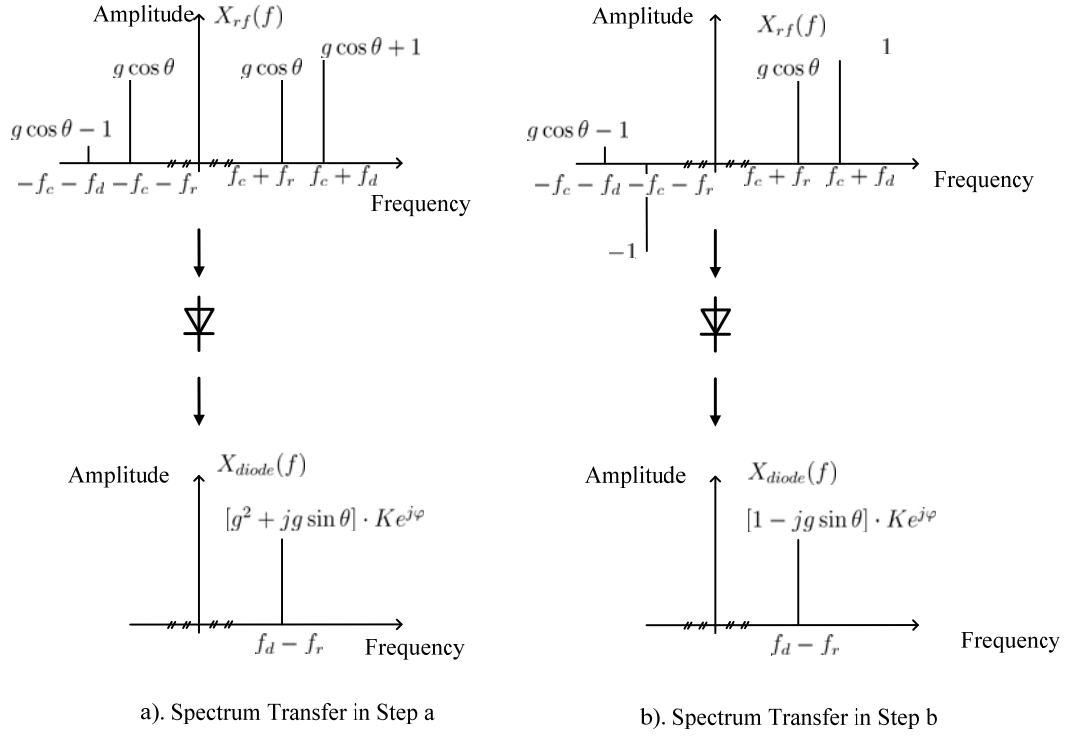 Amplitude
X_{rf}(f)
g cos θ + 1
g cos θ
g cos θ
g cos θ − 1
−f_c − f_d
−f_c − f_r
f_c + f_r
f_c + f_d
Frequency
Amplitude
X_{diode}(f)
[g^2 + jg sin θ] · Ke^{jφ}
f_d − f_r
Frequency
a). Spectrum Transfer in Step a
Amplitude
X_{rf}(f)
1
g cos θ
g cos θ − 1
−f_c − f_d
−f_c − f_r
f_c + f_r
f_c + f_d
Frequency
−1
Amplitude
X_{diode}(f)
[1 − jg sin θ] · Ke^{jφ}
f_d − f_r
Frequency
b). Spectrum Transfer in Step b